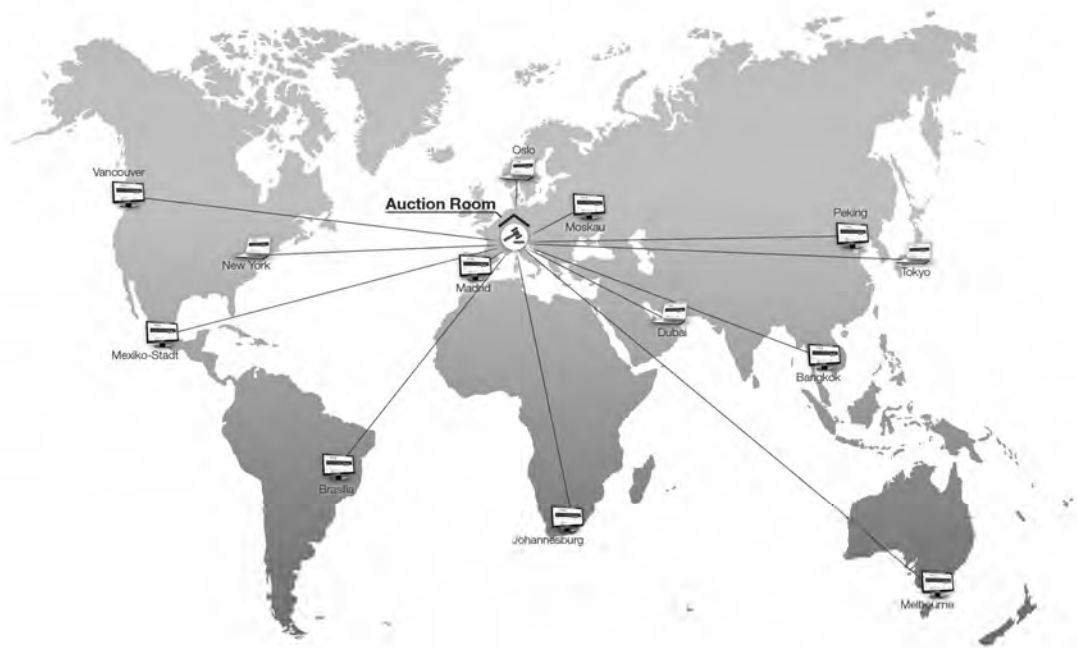 Oslo
Vancouver
Auction Room
Peking
Moskau
New York
Tokyo
Madrid
Dubai
Mexiko-Stadt
Bangkok
Brasilia
Johannesburg
Melbourne